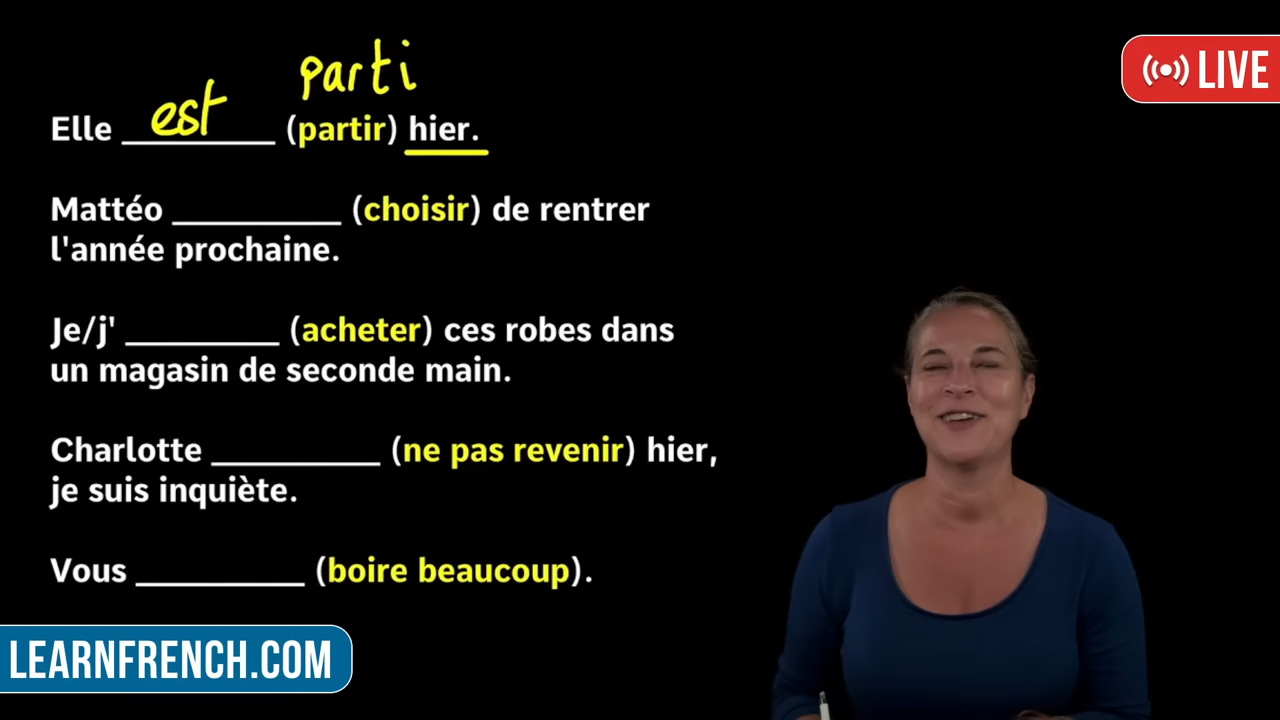 parti
est
Elle __________ (partir) hier.
Mattéo __________ (choisir) de rentrer
l'année prochaine.
Je/j' __________ (acheter) ces robes dans
un magasin de seconde main.
Charlotte __________ (ne pas revenir) hier,
je suis inquiète.
Vous __________ (boire beaucoup).
LIVE
LEARNFRENCH.COM